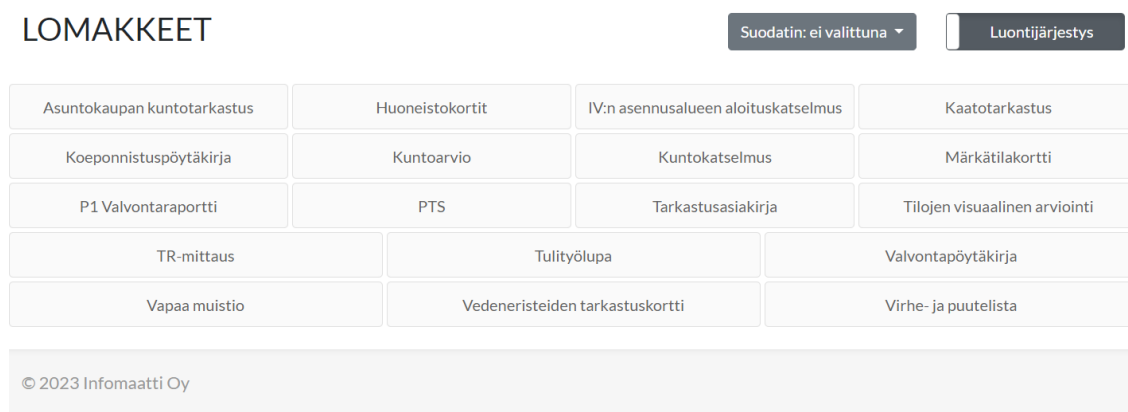 LOMAKKEET
Suodatin: ei valittuna
Luontijärjestys
Asuntokaupan kuntotarkastus
Huoneistokortit
IV:n asennusalueen aloituskatselmus
Kaatotarkastus
Koeponnistuspöytäkirja
Kuntoarvio
Kuntokatselmus
Märkätilakortti
P1 Valvontaraportti
PTS
Tarkastusasiakirja
Tilojen visuaalinen arviointi
TR-mittaus
Tulityölupa
Valvontapöytäkirja
Vapaa muistio
Vedeneristeiden tarkastuskortti
Virhe- ja puutelista
© 2023 Infomaatti Oy